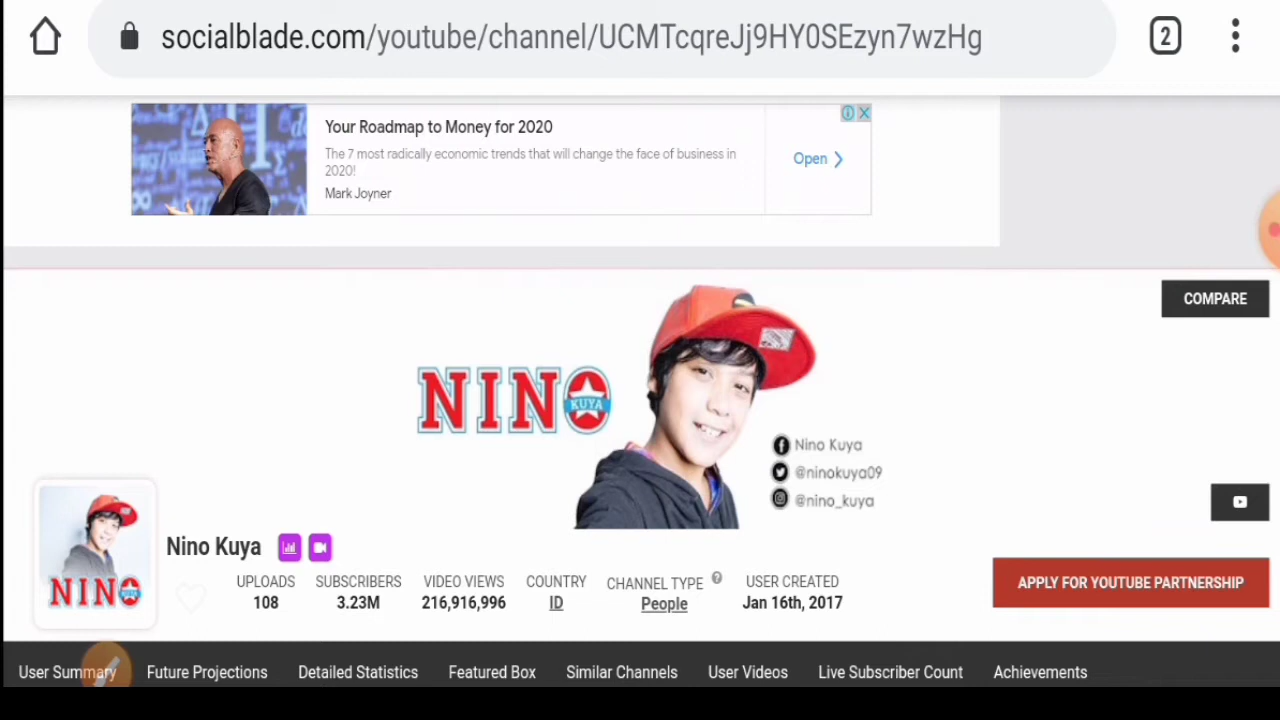 socialblade.com/youtube/channel/UCMTcqreJj9HY0SEzyn7wzHg
2
Your Roadmap to Money for 2020
The 7 most radically economic trends that will change the face of business in
2020!
Mark Joyner
Open
COMPARE
NINO
KUYA
Nino Kuya
@ninokuya09
@nino_kuya
NINO
Nino Kuya
UPLOADS SUBSCRIBERS VIDEO VIEWS COUNTRY CHANNEL TYPE ? USER CREATED
108 3.23M 216,916,996 ID People Jan 16th, 2017
APPLY FOR YOUTUBE PARTNERSHIP
User Summary Future Projections Detailed Statistics Featured Box Similar Channels User Videos Live Subscriber Count Achievements